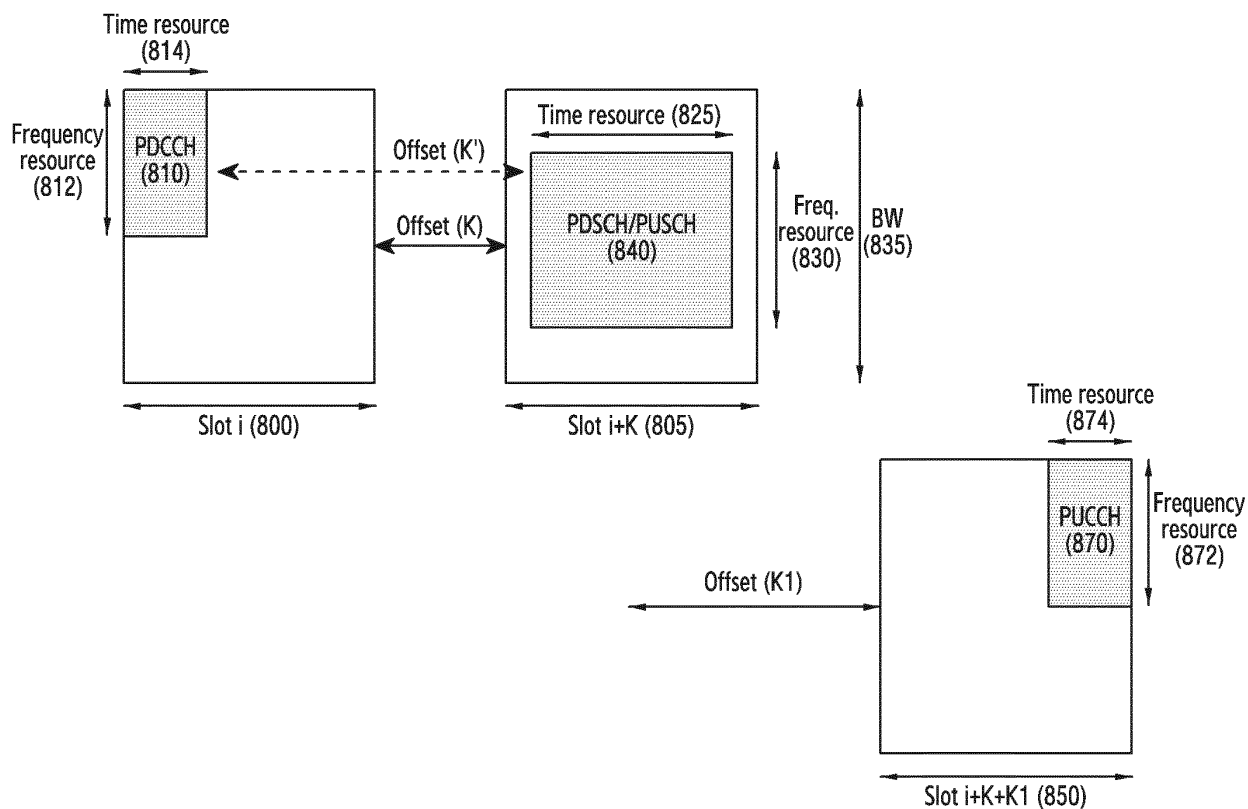 Time resource
(814)
Frequency
resource
(812)
PDCCH
(810)
Offset (K')
Offset (K)
Time resource (825)
PDSCH/PUSCH
(840)
Freq.
resource
(830)
BW
(835)
Slot i (800)
Slot i+K (805)
Time resource
(874)
PUCCH
(870)
Frequency
resource
(872)
Offset (K1)
Slot i+K+K1 (850)